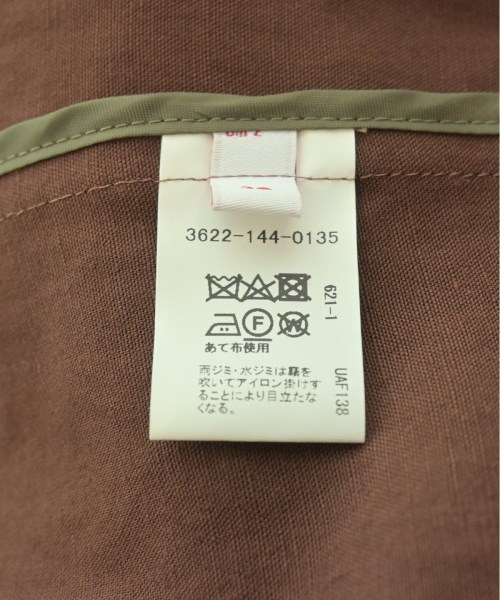 3622-144-0135
621-1
F W
あて布使用
雨ジミ・水ジミは霧を
吹いてアイロン掛けす
ることにより目立たな
くなる。
UAF138